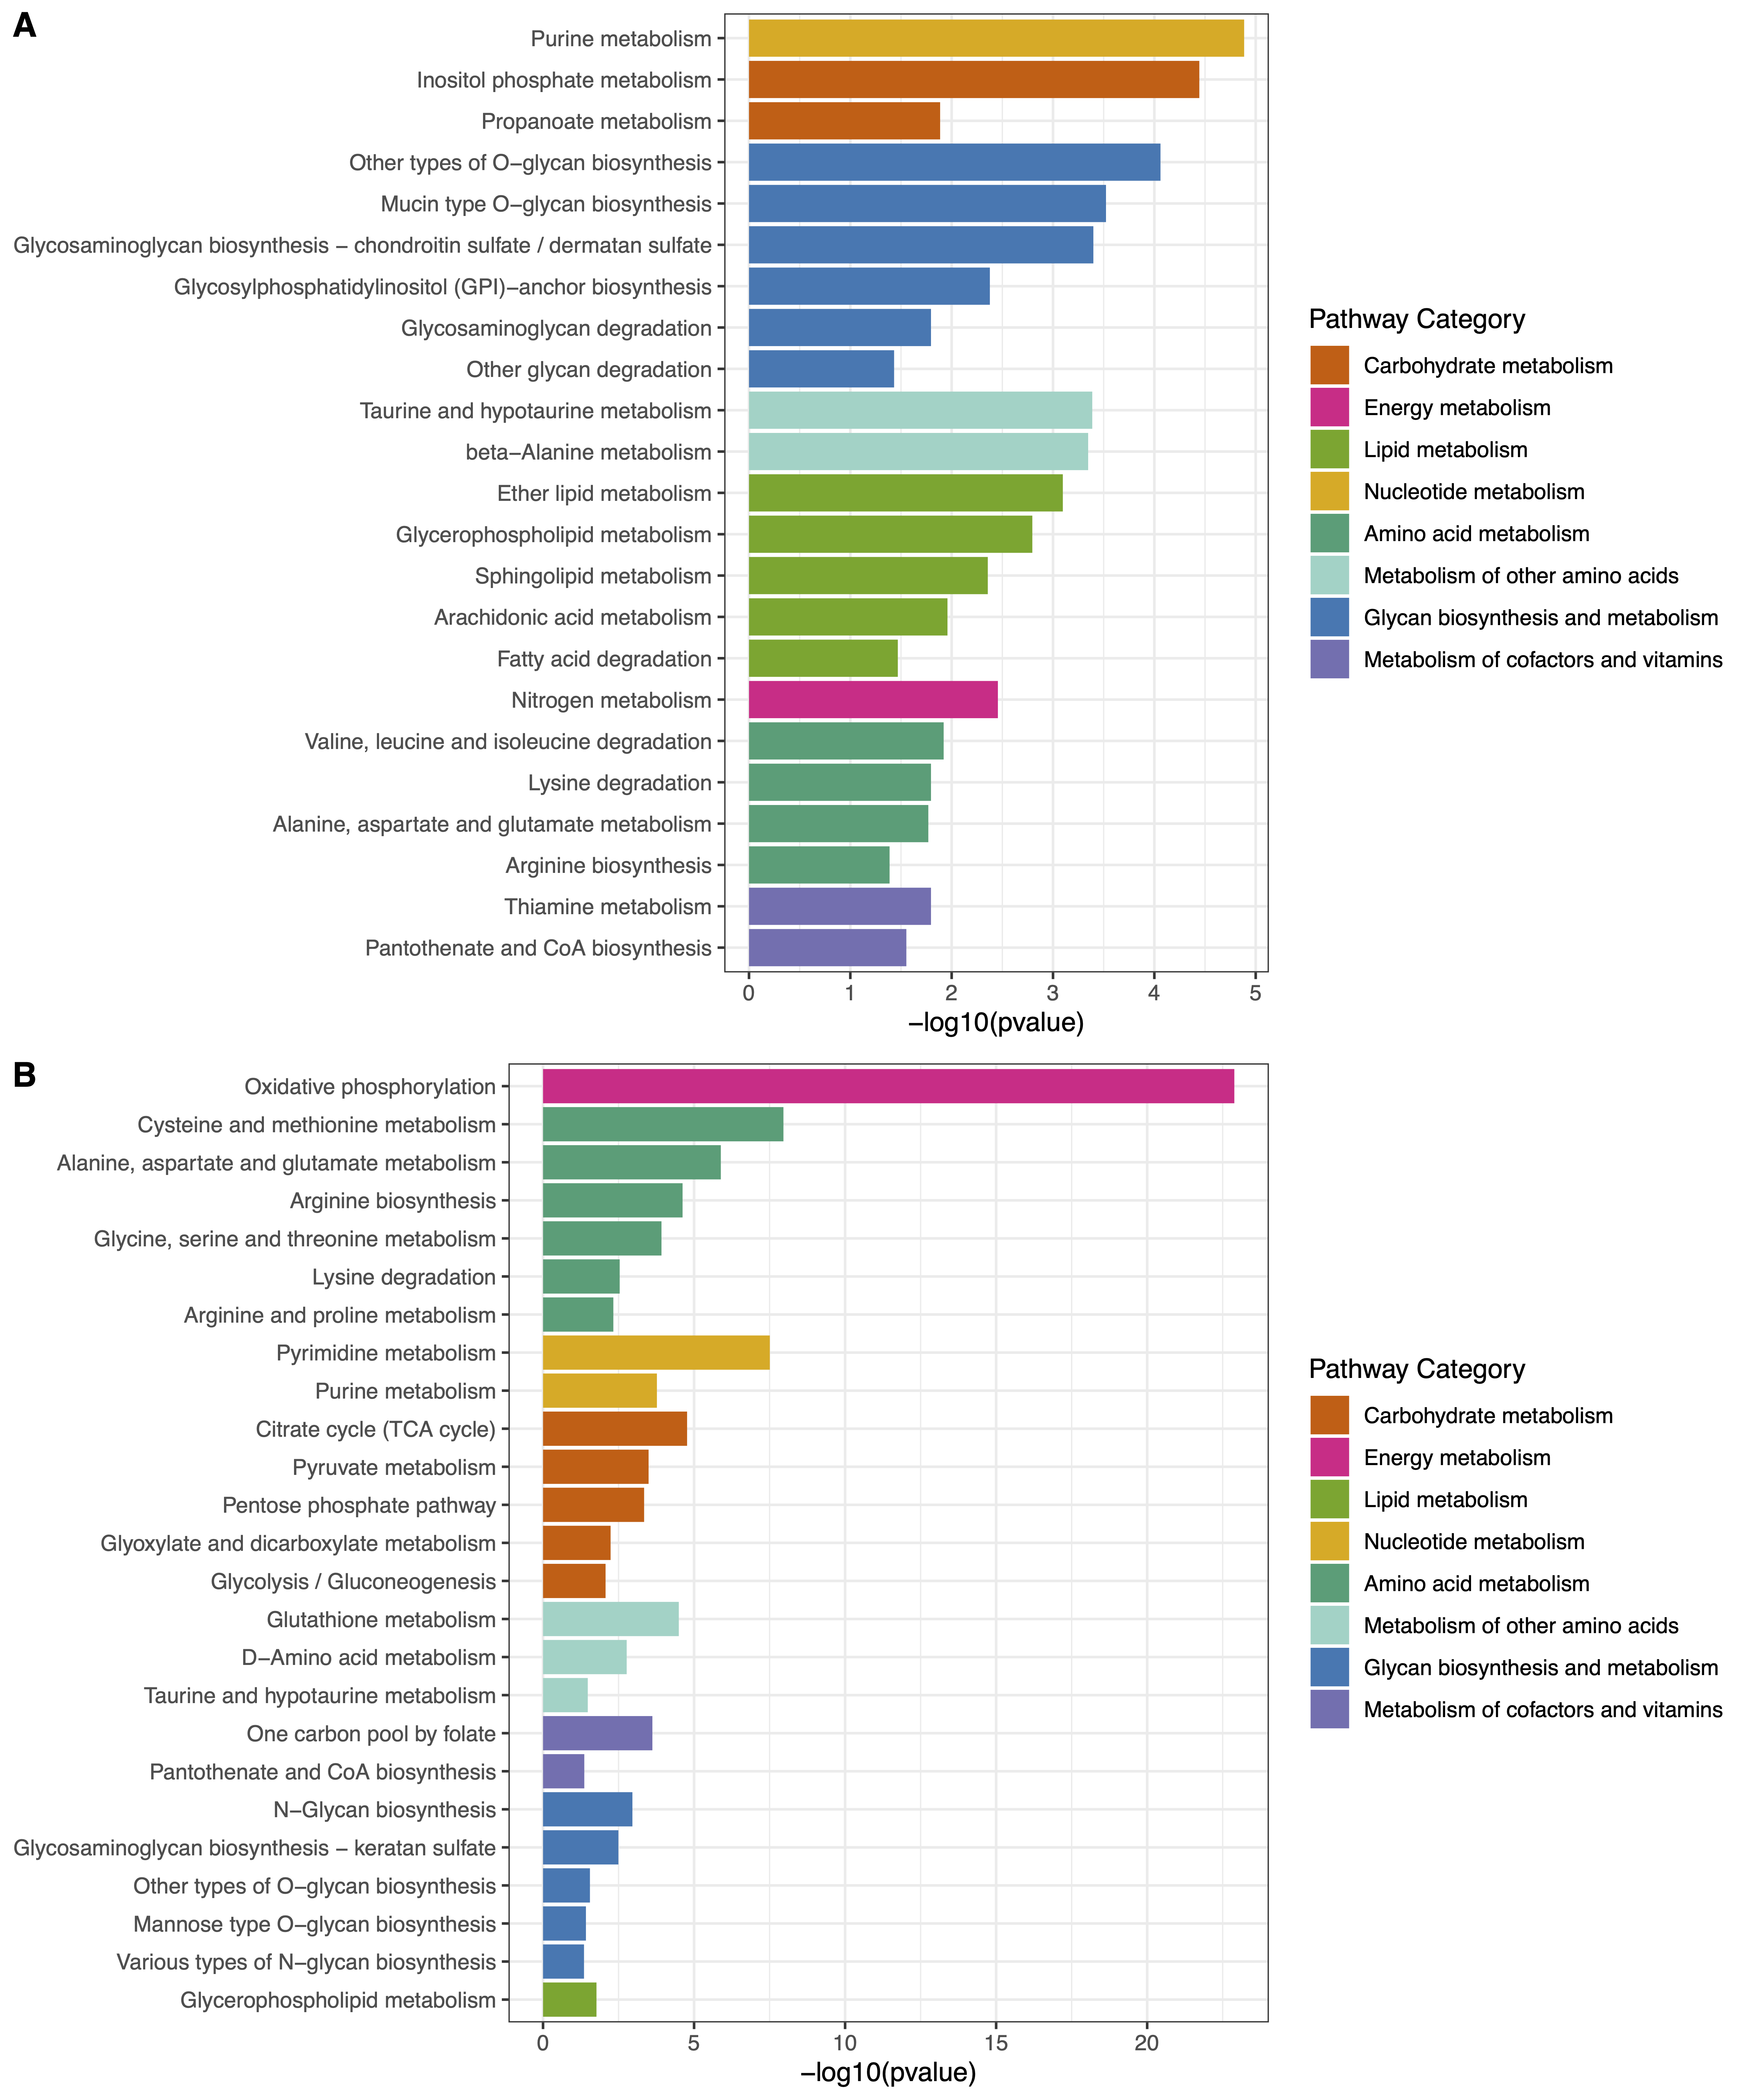 A
Purine metabolism
Inositol phosphate metabolism
Propanoate metabolism
Other types of O−glycan biosynthesis
Mucin type O−glycan biosynthesis
Glycosaminoglycan biosynthesis − chondroitin sulfate / dermatan sulfate
Glycosylphosphatidylinositol (GPI)−anchor biosynthesis
Glycosaminoglycan degradation
Other glycan degradation
Taurine and hypotaurine metabolism
beta−Alanine metabolism
Ether lipid metabolism
Glycerophospholipid metabolism
Sphingolipid metabolism
Arachidonic acid metabolism
Fatty acid degradation
Nitrogen metabolism
Valine, leucine and isoleucine degradation
Lysine degradation
Alanine, aspartate and glutamate metabolism
Arginine biosynthesis
Thiamine metabolism
Pantothenate and CoA biosynthesis
0 1 2 3 4 5
−log10(pvalue)
Pathway Category
Carbohydrate metabolism
Energy metabolism
Lipid metabolism
Nucleotide metabolism
Amino acid metabolism
Metabolism of other amino acids
Glycan biosynthesis and metabolism
Metabolism of cofactors and vitamins
B
Oxidative phosphorylation
Cysteine and methionine metabolism
Alanine, aspartate and glutamate metabolism
Arginine biosynthesis
Glycine, serine and threonine metabolism
Lysine degradation
Arginine and proline metabolism
Pyrimidine metabolism
Purine metabolism
Citrate cycle (TCA cycle)
Pyruvate metabolism
Pentose phosphate pathway
Glyoxylate and dicarboxylate metabolism
Glycolysis / Gluconeogenesis
Glutathione metabolism
D−Amino acid metabolism
Taurine and hypotaurine metabolism
One carbon pool by folate
Pantothenate and CoA biosynthesis
N−Glycan biosynthesis
Glycosaminoglycan biosynthesis − keratan sulfate
Other types of O−glycan biosynthesis
Mannose type O−glycan biosynthesis
Various types of N−glycan biosynthesis
Glycerophospholipid metabolism
0 5 10 15 20
−log10(pvalue)
Pathway Category
Carbohydrate metabolism
Energy metabolism
Lipid metabolism
Nucleotide metabolism
Amino acid metabolism
Metabolism of other amino acids
Glycan biosynthesis and metabolism
Metabolism of cofactors and vitamins